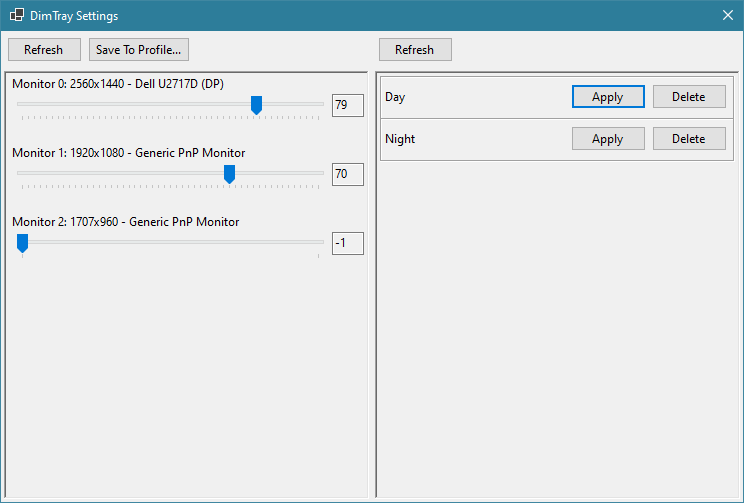 DimTray Settings
Refresh
Save To Profile...
Refresh
Monitor 0: 2560x1440 - Dell U2717D (DP)
79
Monitor 1: 1920x1080 - Generic PnP Monitor
70
Monitor 2: 1707x960 - Generic PnP Monitor
-1
Day
Apply
Delete
Night
Apply
Delete